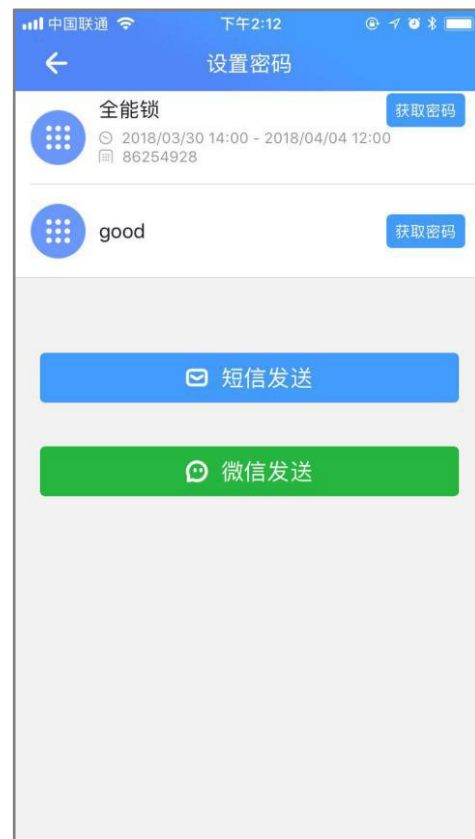 中国联通 下午2:12
设置密码
全能锁 获取密码
2018/03/30 14:00 - 2018/04/04 12:00
86254928
good 获取密码
短信发送
微信发送